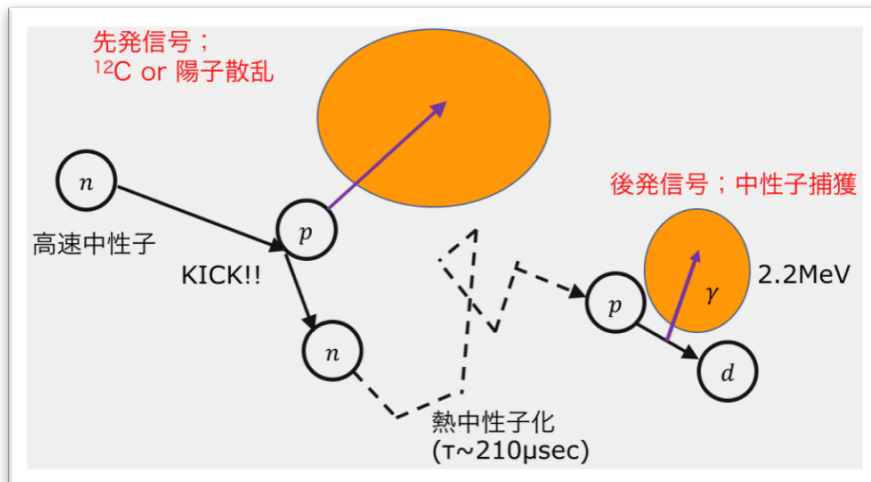 先発信号；
¹²C or 陽子散乱
n
高速中性子
KICK!!
p
n
熱中性子化
(τ~210μsec)
後発信号；中性子捕獲
p
γ
2.2MeV
d